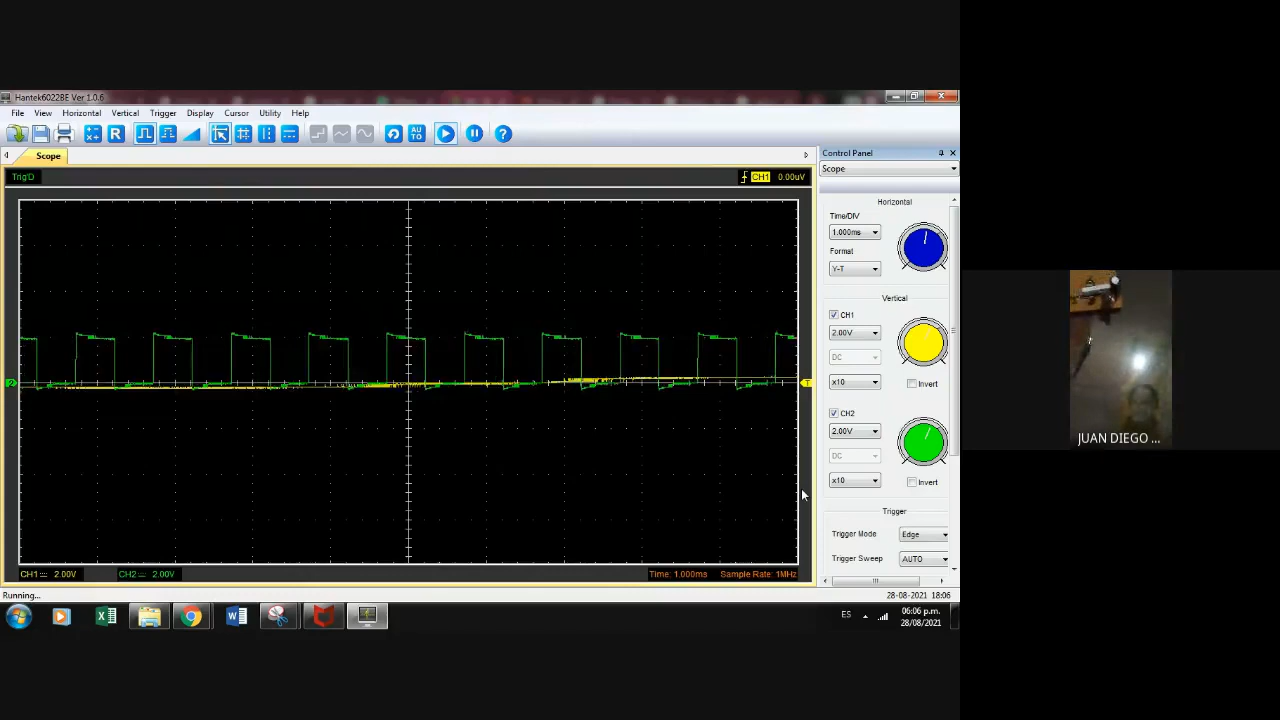 Hantek6022BE Ver 1.0.6
File View Horizontal Vertical Trigger Display Cursor Utility Help
R AU TO ?
Scope
Control Panel
Scope
Trig'D
CH1 0.00uV
Horizontal
Time/DIV
1.000ms
Format
Y-T
Vertical
CH1
2.00V
DC
x10 Invert
CH2
2.00V
DC
x10 Invert
Trigger
Trigger Mode Edge
Trigger Sweep AUTO
2
T
CH1 2.00V CH2 2.00V Time: 1.000ms Sample Rate: 1MHz
Running...
28-08-2021 18:06
ES
06:06 p.m.
28/08/2021
JUAN DIEGO ...